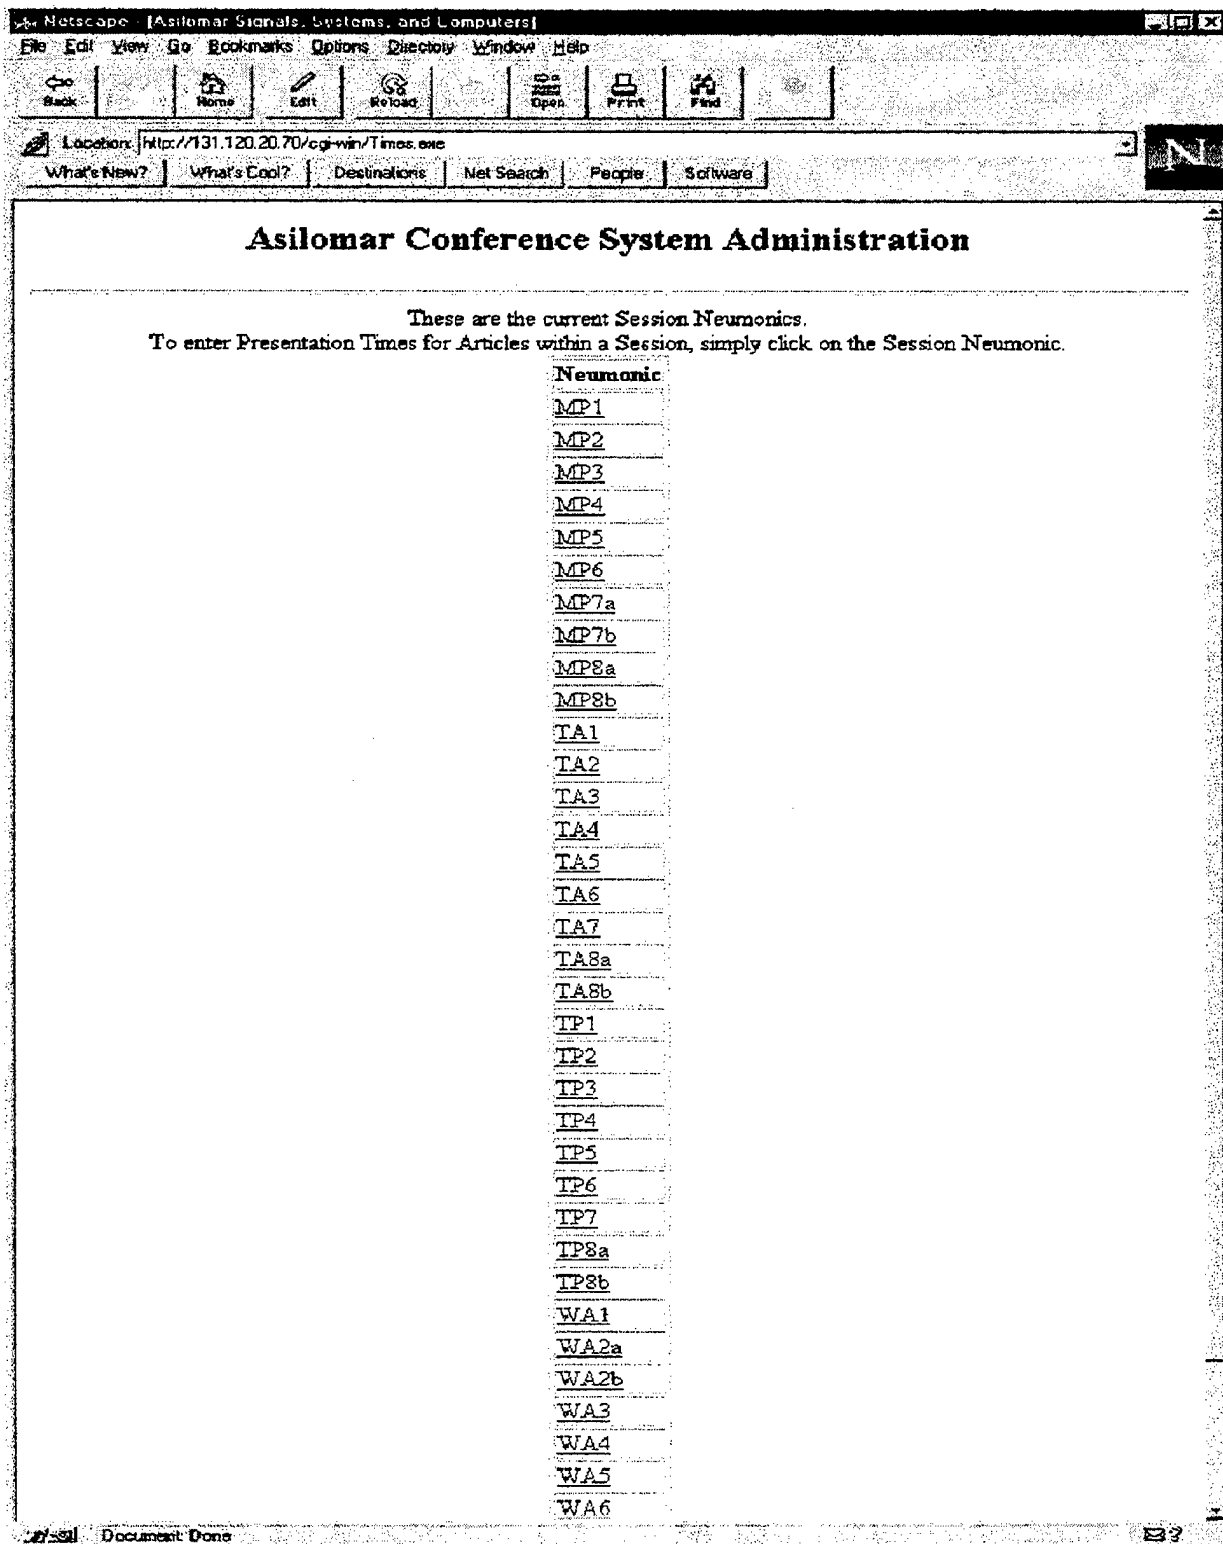 Netscape - [Asilomar Signals, Systems, and Computers]
File Edit View Go Bookmarks Options Directory Window Help
Back Home Edit Reload Open Print Find
Location: http://131.120.20.70/cgi-win/Times.exe
N
What's New? What's Cool? Destinations Net Search People Software
Asilomar Conference System Administration
These are the current Session Neumonics.
To enter Presentation Times for Articles within a Session, simply click on the Session Neumonic.
Neumonic
MP1
MP2
MP3
MP4
MP5
MP6
MP7a
MP7b
MP8a
MP8b
TA1
TA2
TA3
TA4
TA5
TA6
TA7
TA8a
TA8b
TP1
TP2
TP3
TP4
TP5
TP6
TP7
TP8a
TP8b
WA1
WA2a
WA2b
WA3
WA4
WA5
WA6
Document: Done